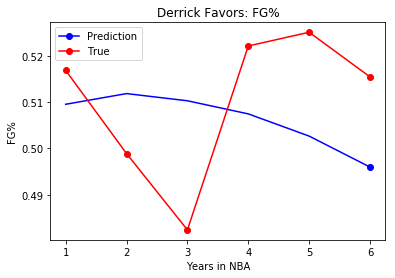 Derrick Favors: FG%
Prediction
True
0.52
0.51
0.50
0.49
FG%
1 2 3 4 5 6
Years in NBA